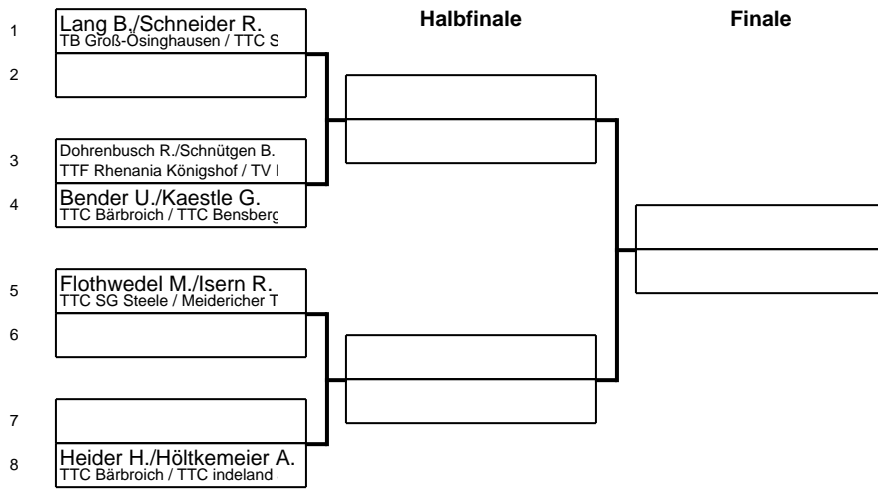 Halbfinale
Finale
1
Lang B./Schneider R.
TB Groß-Ösinghausen / TTC S
2
3
Dohrenbusch R./Schnütgen B.
TTF Rhenania Königshof / TV
4
Bender U./Kaestle G.
TTC Bärbroich / TTC Bensberg
5
Flothwedel M./Isern R.
TTC SG Steele / Meidericher T
6
7
8
Heider H./Höltkemeier A.
TTC Bärbroich / TTC indeland